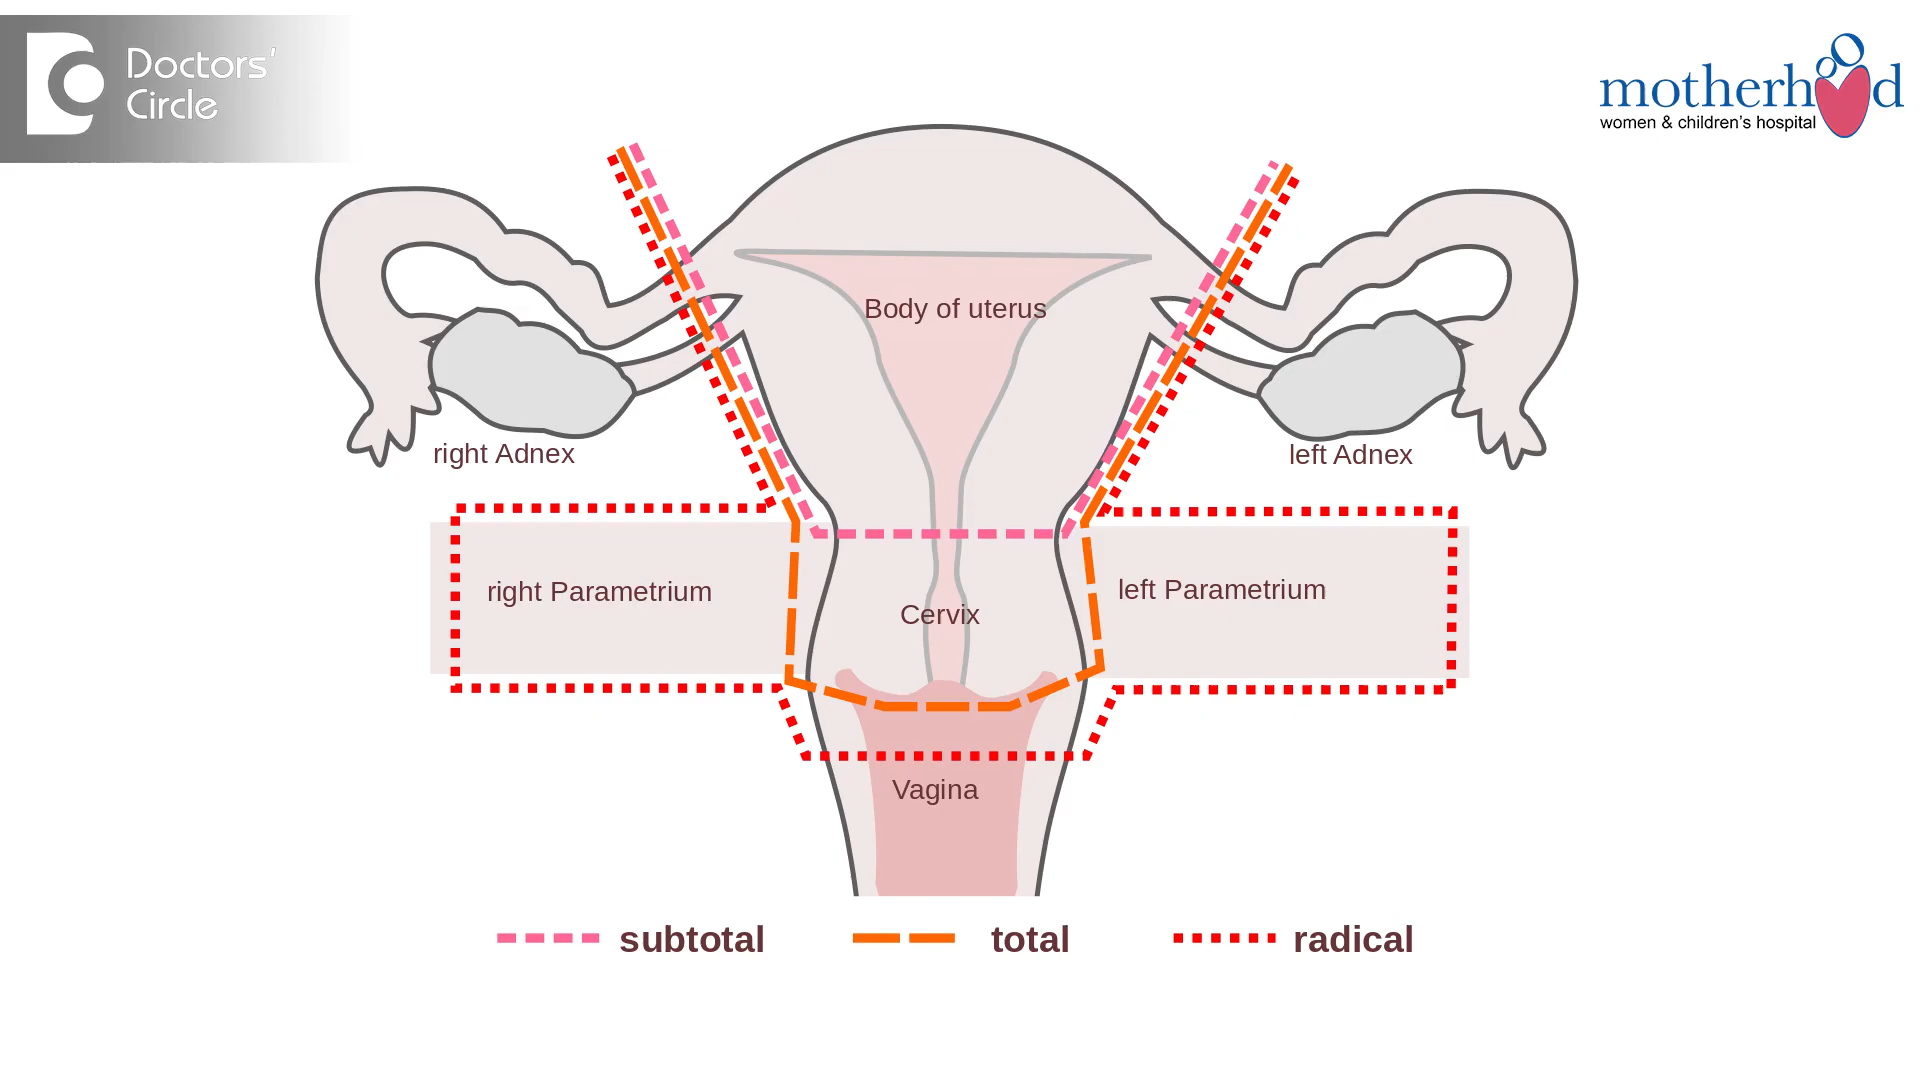 Doctors'
Circle
motherhood
women & children's hospital
Body of uterus
right Adnex
left Adnex
right Parametrium
left Parametrium
Cervix
Vagina
subtotal
total
radical